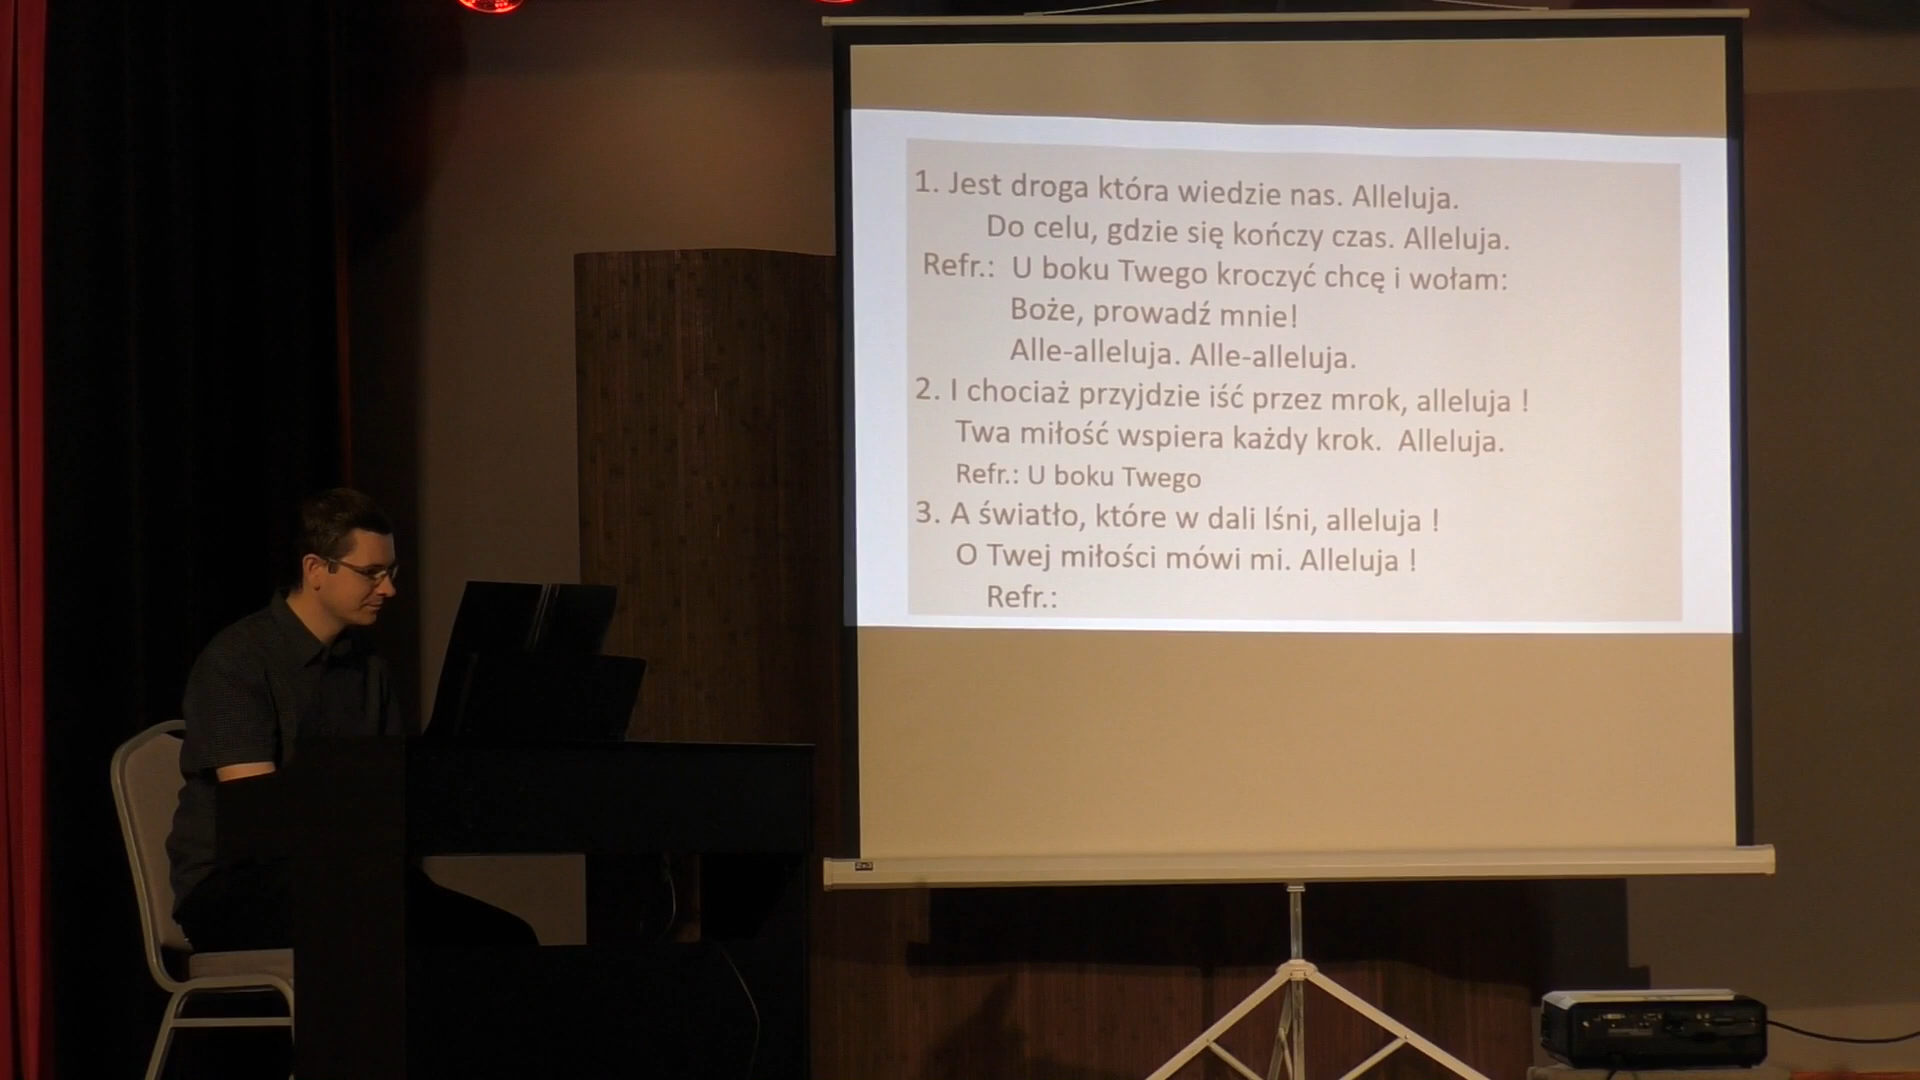 1. Jest droga która wiedzie nas. Alleluja.
Do celu, gdzie się kończy czas. Alleluja.
Refr.: U boku Twego kroczyć chcę i wołam:
Boże, prowadź mnie!
Alle-alleluja. Alle-alleluja.
2. I chociaż przyjdzie iść przez mrok, alleluja !
Twa miłość wspiera każdy krok. Alleluja.
Refr.: U boku Twego
3. A światło, które w dali lśni, alleluja !
O Twej miłości mówi mi. Alleluja !
Refr.: